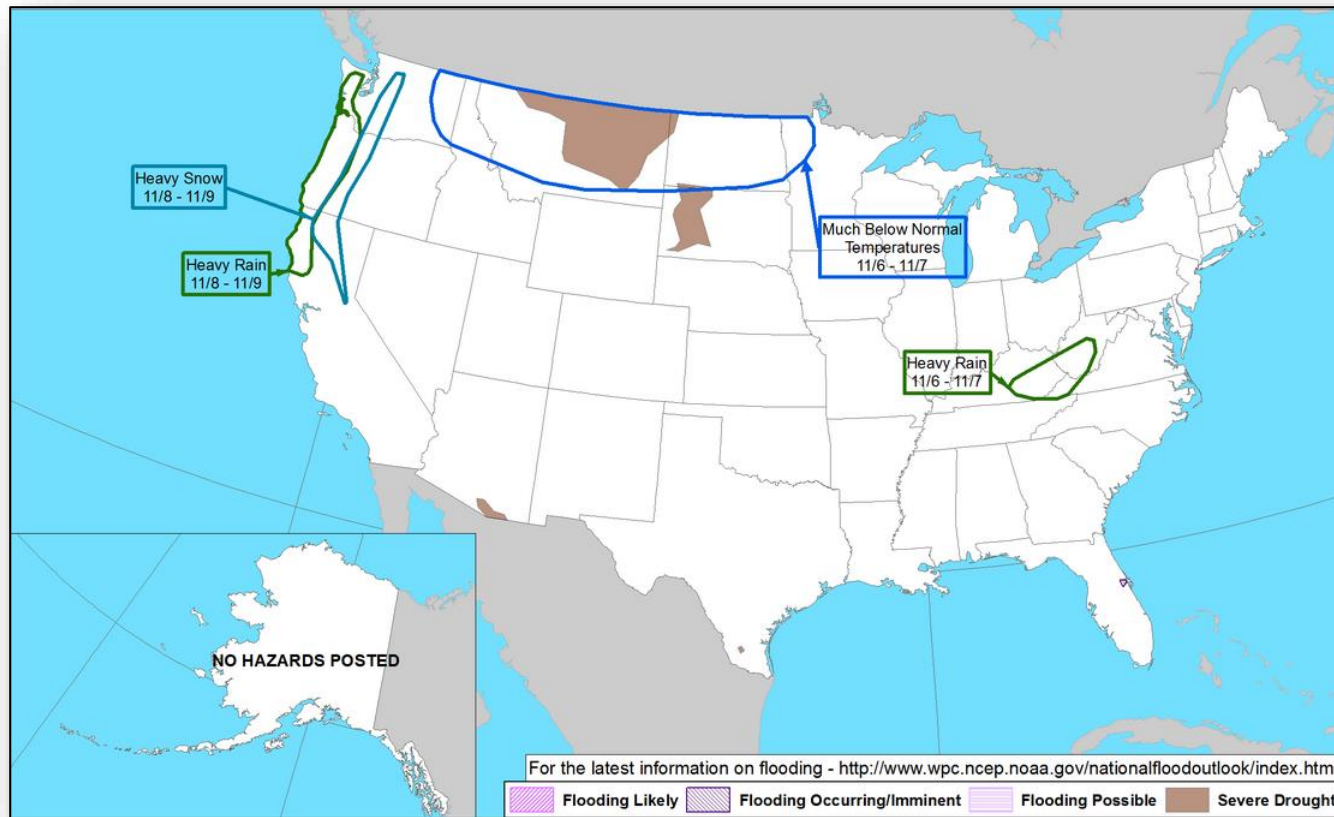 Heavy Snow
11/8 - 11/9
Heavy Rain
11/8 - 11/9
Much Below Normal
Temperatures
11/6 - 11/7
Heavy Rain
11/6 - 11/7
NO HAZARDS POSTED
For the latest information on flooding - http://www.wpc.ncep.noaa.gov/nationalfloodoutlook/index.htm
Flooding Likely
Flooding Occurring/Imminent
Flooding Possible
Severe Drought